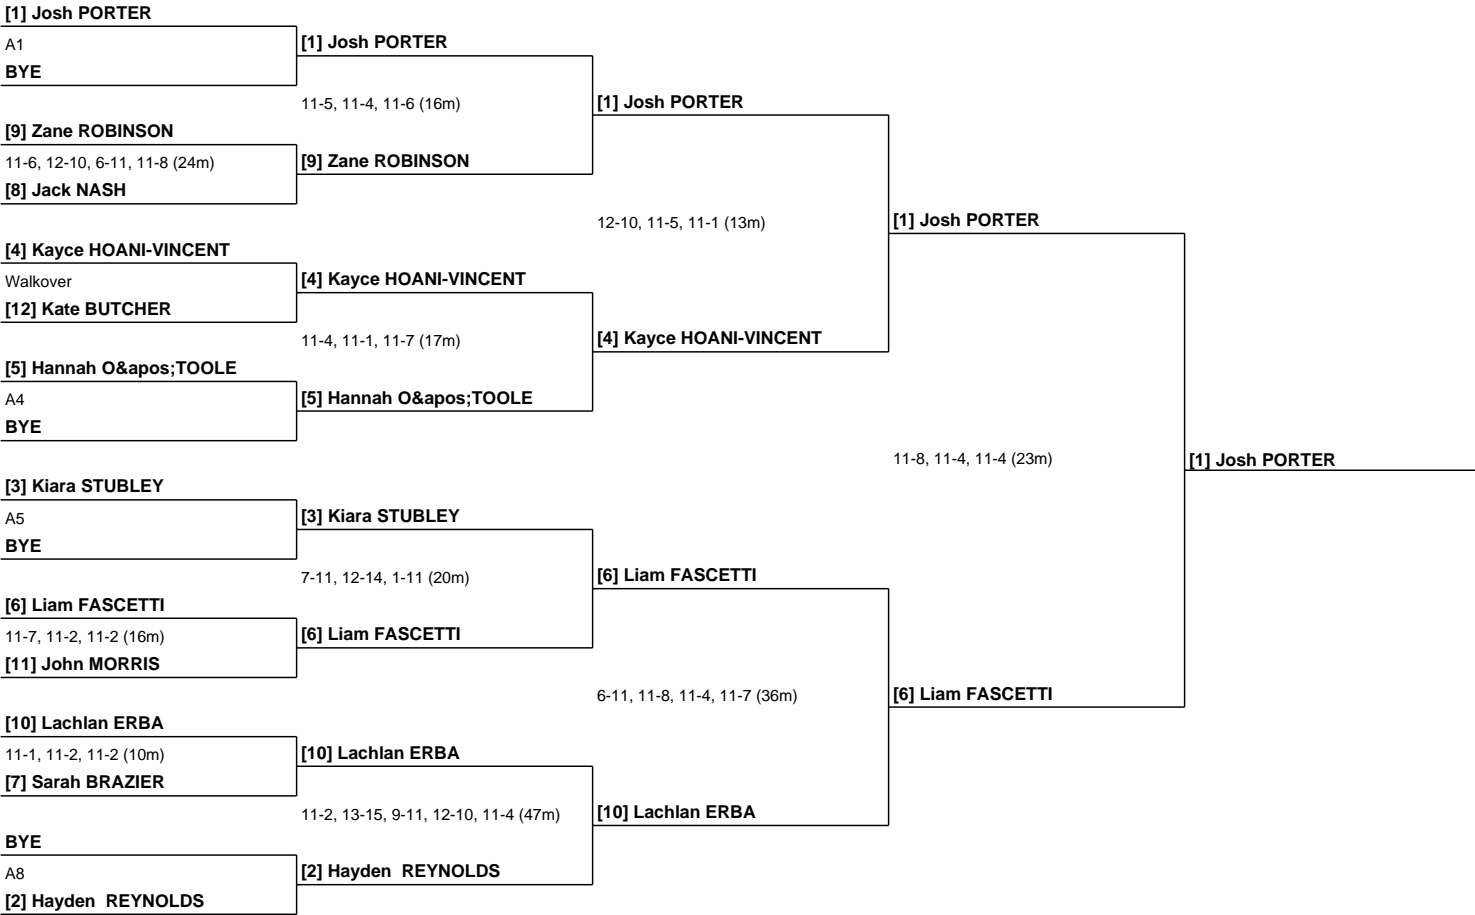 [1] Josh PORTER
A1
BYE
[9] Zane ROBINSON
11-6, 12-10, 6-11, 11-8 (24m)
[8] Jack NASH
[4] Kayce HOANI-VINCENT
Walkover
[12] Kate BUTCHER
[5] Hannah O&apos;TOOLE
A4
BYE
[3] Kiara STUBLEY
A5
BYE
[6] Liam FASCETTI
11-7, 11-2, 11-2 (16m)
[11] John MORRIS
[10] Lachlan ERBA
11-1, 11-2, 11-2 (10m)
[7] Sarah BRAZIER
BYE
A8
[2] Hayden  REYNOLDS
[1] Josh PORTER
11-5, 11-4, 11-6 (16m)
[9] Zane ROBINSON
[4] Kayce HOANI-VINCENT
11-4, 11-1, 11-7 (17m)
[5] Hannah O&apos;TOOLE
[3] Kiara STUBLEY
7-11, 12-14, 1-11 (20m)
[6] Liam FASCETTI
[10] Lachlan ERBA
11-2, 13-15, 9-11, 12-10, 11-4 (47m)
[2] Hayden  REYNOLDS
[1] Josh PORTER
12-10, 11-5, 11-1 (13m)
[4] Kayce HOANI-VINCENT
[6] Liam FASCETTI
6-11, 11-8, 11-4, 11-7 (36m)
[10] Lachlan ERBA
[1] Josh PORTER
11-8, 11-4, 11-4 (23m)
[6] Liam FASCETTI
[1] Josh PORTER